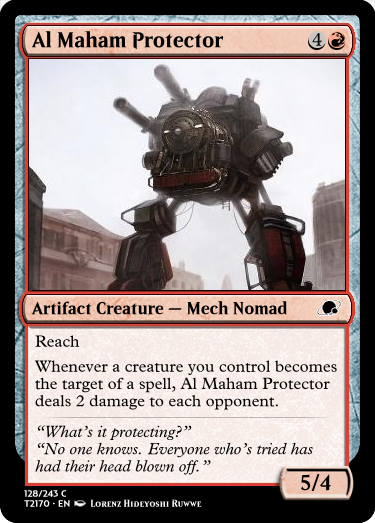 Al Maham Protector 4
Artifact Creature — Mech Nomad
Reach
Whenever a creature you control becomes
the target of a spell, Al Maham Protector
deals 2 damage to each opponent.
"What's it protecting?"
"No one knows. Everyone who's tried has
had their head blown off."
5/4
128/243 C
T2170 • EN Lorenz Hideyoshi Ruwwe